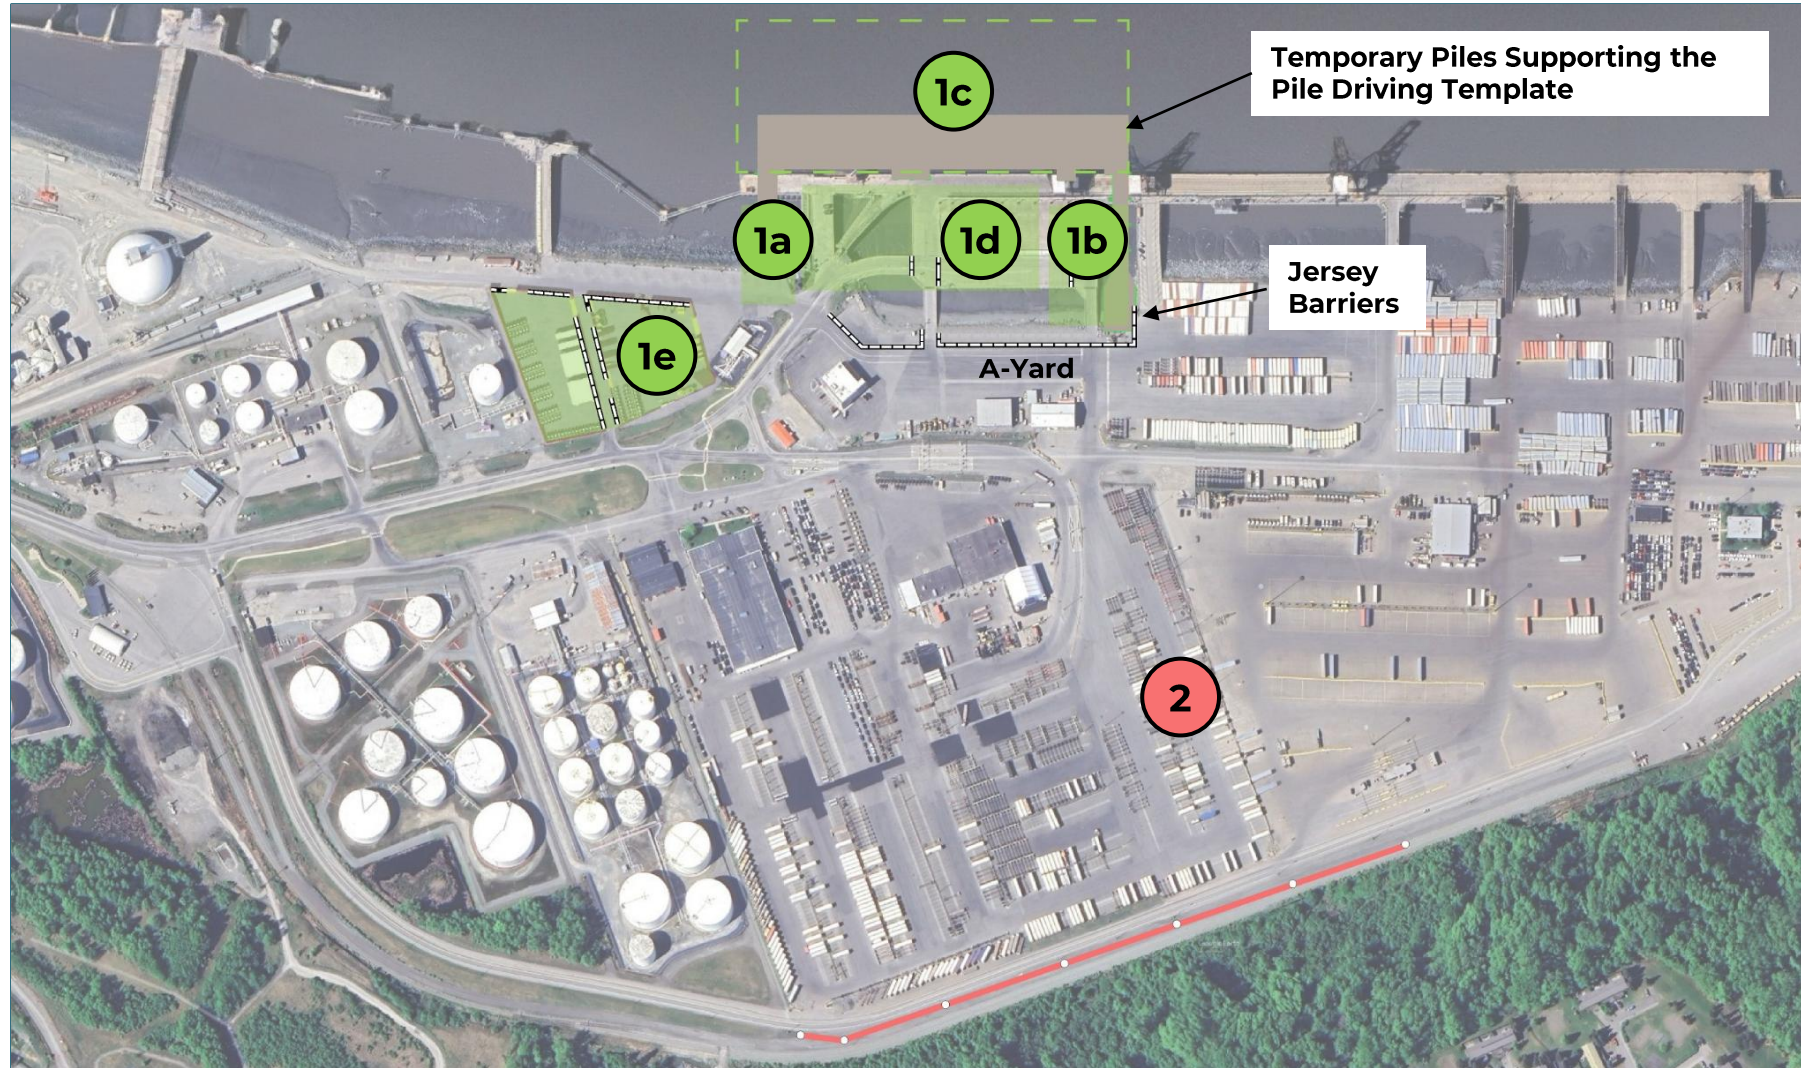 1c
Temporary Piles Supporting the
Pile Driving Template
1a
1d
1b
Jersey
Barriers
1e
A-Yard
2